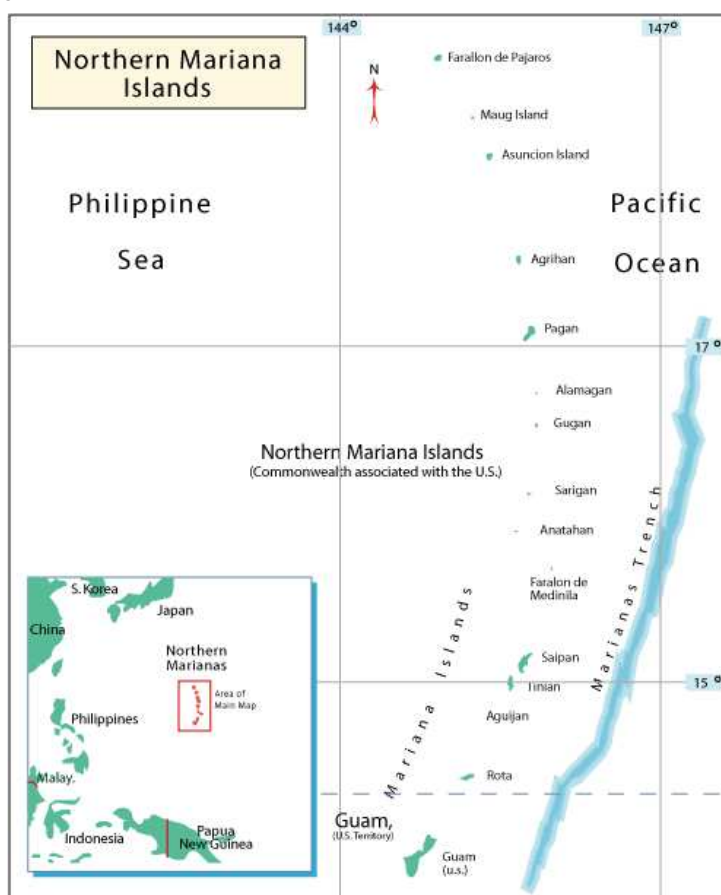 144°
147°
Northern Mariana
Islands
N
Farallon de Pajaros
Maug Island
Asuncion Island
Philippine
Sea
Pacific
Ocean
Agrihan
Pagan
17°
Alamagan
Gugan
Northern Mariana Islands
(Commonwealth associated with the U.S.)
Sarigan
Anatahan
Faralon de
Medinila
Marianas Trench
Mariana Islands
Saipan
15°
Tinian
Aguijan
Rota
Guam,
(U.S. Territory)
Guam
(u.s.)
S. Korea
Japan
China
Northern
Marianas
Area of
Main Map
Philippines
Malay.
Indonesia
Papua
New Guinea